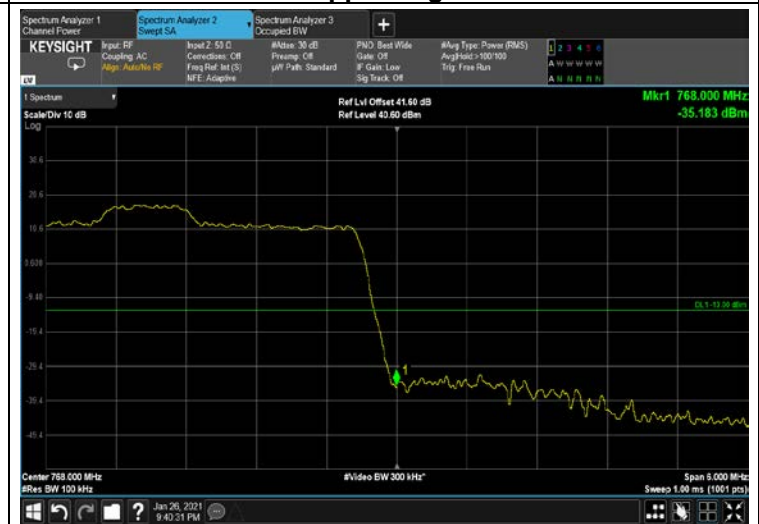 Spectrum Analyzer 1
Channel Power
Spectrum Analyzer 2
Swept SA
Spectrum Analyzer 3
Occupied BW
+
KEYSIGHT
Input: RF
Coupling: AC
Align: Auto/No RF
Input Z: 50 Ω
Corrections: Off
Freq Ref: Int (S)
NFE: Adaptive
#Atten: 30 dB
Preamp: Off
µW Path: Standard
PNO: Best Wide
Gate: Off
IF Gain: Low
Sig Track: Off
#Avg Type: Power (RMS)
Avg|Hold:>100/100
Trig: Free Run
1 2 3 4 5 6
A W W W W W
A N N N N N
1 Spectrum
Scale/Div 10 dB
Log
Ref Lvl Offset 41.60 dB
Ref Level 40.60 dBm
Mkr1 768.000 MHz
-35.183 dBm
30.6
20.6
10.6
-9.40
DL1 -13.00 dBm
-19.4
-29.4
1
-39.4
-49.4
Center 768.000 MHz
#Res BW 100 kHz
#Video BW 300 kHz*
Span 6.000 MHz
Sweep 1.00 ms (1001 pts)
?
Jan 26, 2021
9:40:31 PM